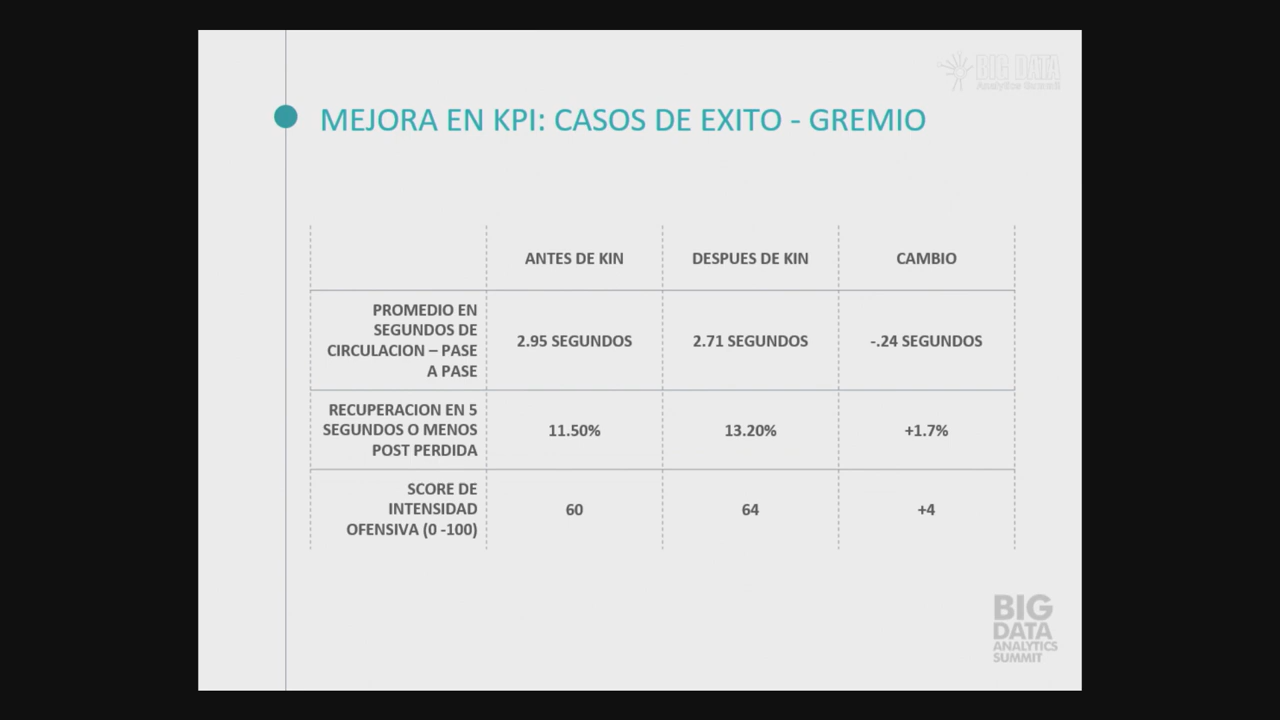 BIG DATA
Analytics Summit
MEJORA EN KPI: CASOS DE EXITO - GREMIO
ANTES DE KIN
DESPUES DE KIN
CAMBIO
PROMEDIO EN
SEGUNDOS DE
CIRCULACION – PASE
A PASE
2.95 SEGUNDOS
2.71 SEGUNDOS
-.24 SEGUNDOS
RECUPERACION EN 5
SEGUNDOS O MENOS
POST PERDIDA
11.50%
13.20%
+1.7%
SCORE DE
INTENSIDAD
OFENSIVA (0 -100)
60
64
+4
BIG
DATA
ANALYTICS
SUMMIT